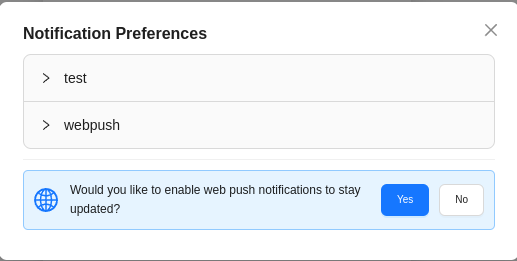 Notification Preferences
test
webpush
Would you like to enable web push notifications to stay
updated?
Yes
No